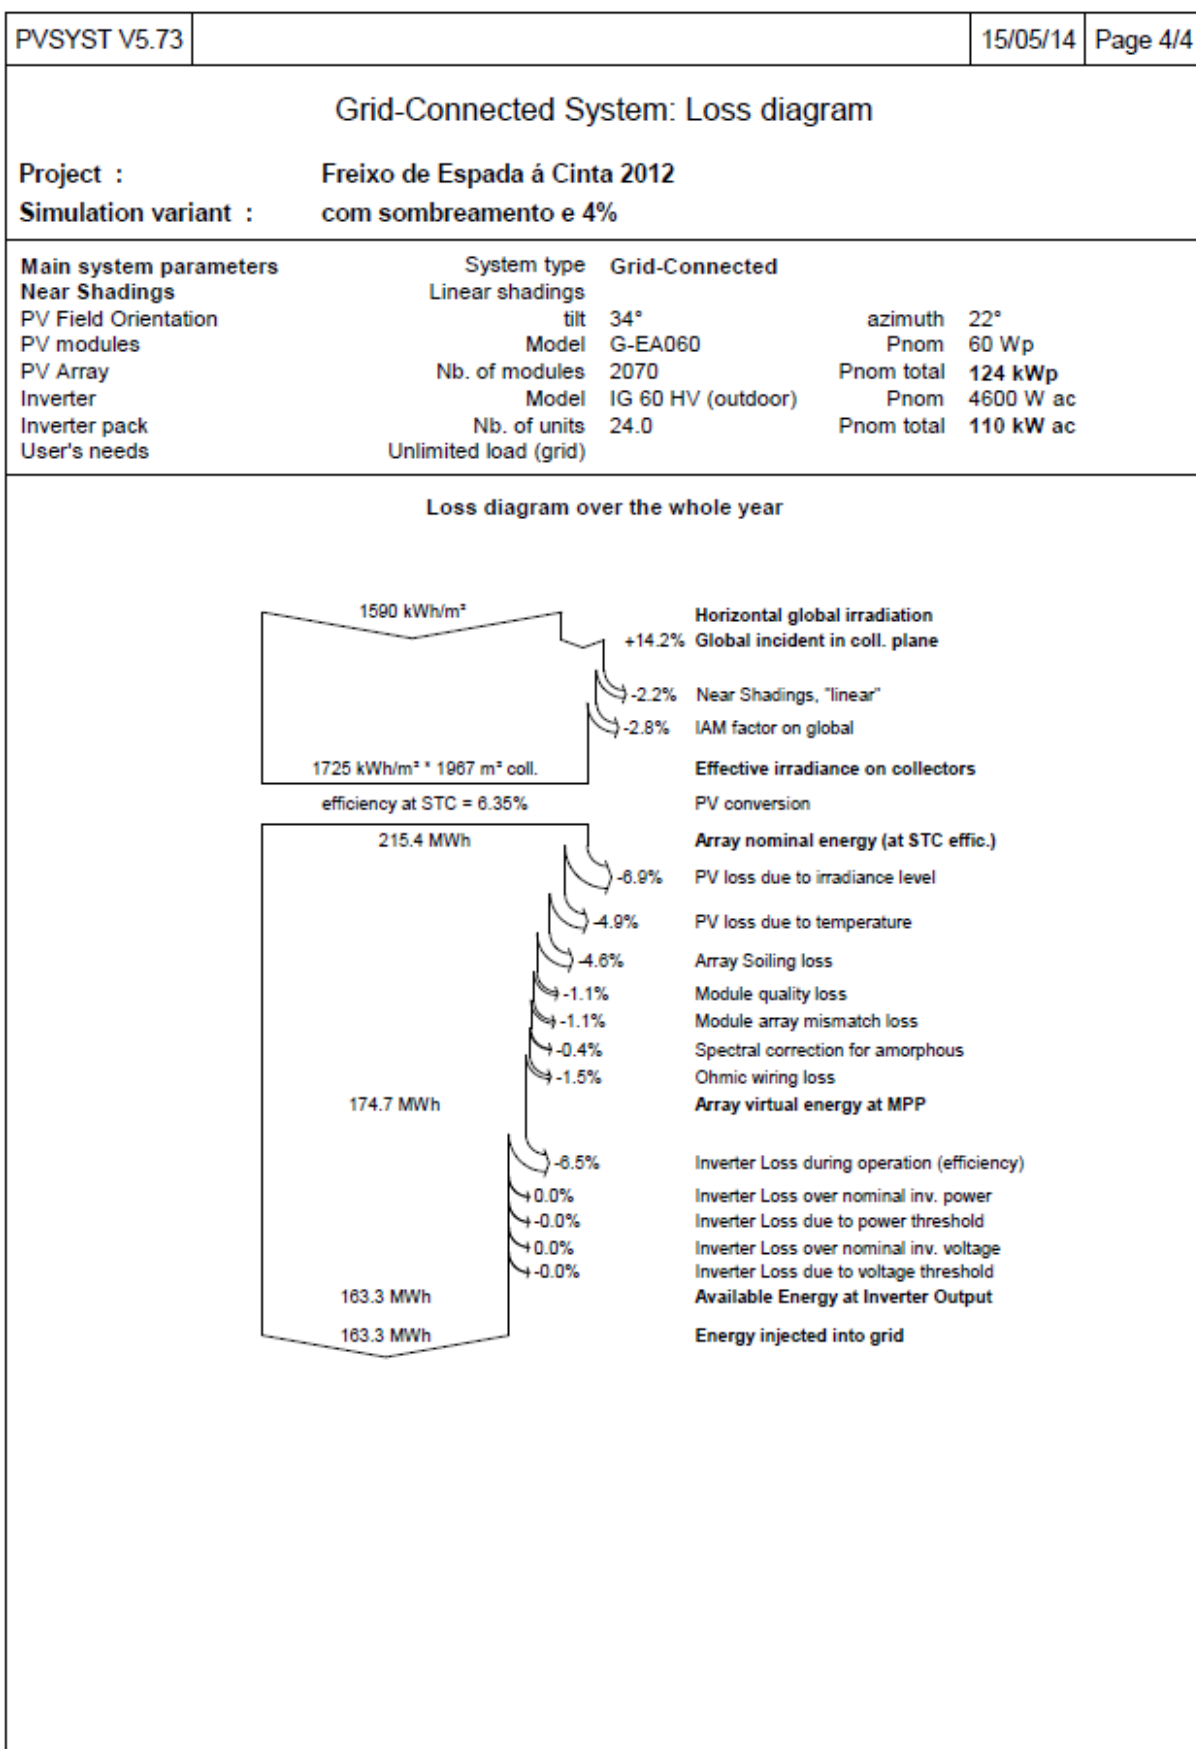 PVSYST V5.73 15/05/14 Page 4/4
Grid-Connected System: Loss diagram
Project : Freixo de Espada á Cinta 2012
Simulation variant : com sombreamento e 4%
Main system parameters System type Grid-Connected
Near Shadings Linear shadings
PV Field Orientation tilt 34° azimuth 22°
PV modules Model G-EA060 Pnom 60 Wp
PV Array Nb. of modules 2070 Pnom total 124 kWp
Inverter Model IG 60 HV (outdoor) Pnom 4600 W ac
Inverter pack Nb. of units 24.0 Pnom total 110 kW ac
User's needs Unlimited load (grid)
Loss diagram over the whole year
1590 kWh/m² Horizontal global irradiation
+14.2% Global incident in coll. plane
-2.2% Near Shadings, "linear"
-2.8% IAM factor on global
1725 kWh/m² * 1967 m² coll. Effective irradiance on collectors
efficiency at STC = 6.35% PV conversion
215.4 MWh Array nominal energy (at STC effic.)
-6.9% PV loss due to irradiance level
-4.9% PV loss due to temperature
-4.6% Array Soiling loss
-1.1% Module quality loss
-1.1% Module array mismatch loss
-0.4% Spectral correction for amorphous
-1.5% Ohmic wiring loss
174.7 MWh Array virtual energy at MPP
-6.5% Inverter Loss during operation (efficiency)
0.0% Inverter Loss over nominal inv. power
-0.0% Inverter Loss due to power threshold
0.0% Inverter Loss over nominal inv. voltage
-0.0% Inverter Loss due to voltage threshold
163.3 MWh Available Energy at Inverter Output
163.3 MWh Energy injected into grid